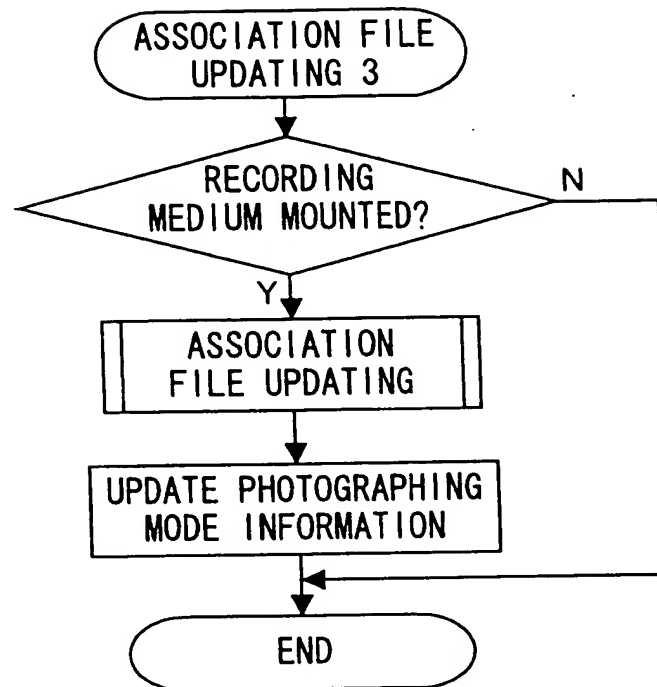 ASSOCIATION FILE
UPDATING 3
RECORDING
MEDIUM MOUNTED?
N
Y
ASSOCIATION
FILE UPDATING
UPDATE PHOTOGRAPHING
MODE INFORMATION
END